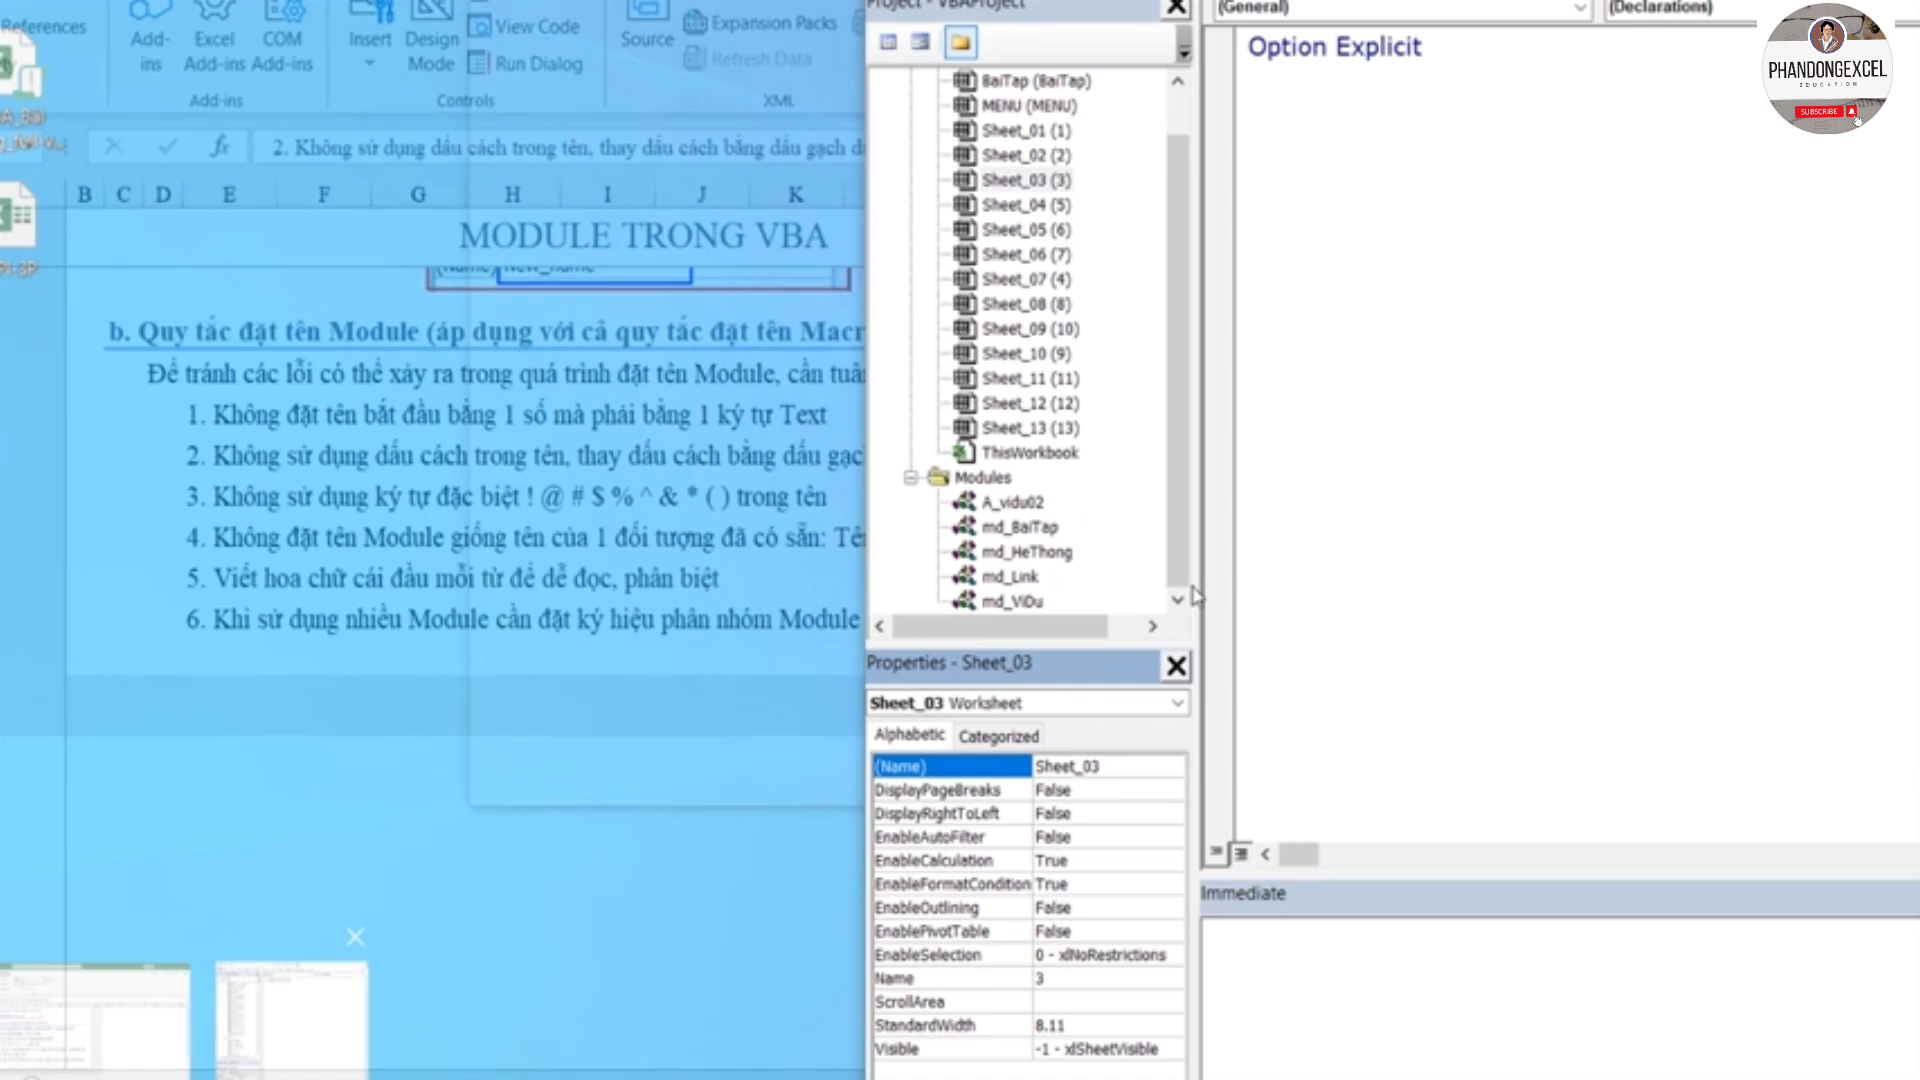 References
Add-
ins
Excel
Add-ins
COM
Add-ins
Add-ins
Insert
Design
Mode
View Code
Run Dialog
Controls
Source
Expansion Packs
Refresh Data
XML
fx
2. Không sử dụng dấu cách trong tên, thay dấu cách bằng dấu gạch d
B C D E F G H I J K
MODULE TRONG VBA
(Name) New_name
b. Quy tắc đặt tên Module (áp dụng với cả quy tắc đặt tên Macr
Để tránh các lỗi có thể xảy ra trong quá trình đặt tên Module, cần tuân
1. Không đặt tên bắt đầu bằng 1 số mà phải bằng 1 ký tự Text
2. Không sử dụng dấu cách trong tên, thay dấu cách bằng dấu gạc
3. Không sử dụng ký tự đặc biệt ! @ # $ % ^ & * ( ) trong tên
4. Không đặt tên Module giống tên của 1 đối tượng đã có sẵn: Tê
5. Viết hoa chữ cái đầu mỗi từ để dễ đọc, phân biệt
6. Khi sử dụng nhiều Module cần đặt ký hiệu phân nhóm Module
Project - VBAProject
BaiTap (BaiTap)
MENU (MENU)
Sheet_01 (1)
Sheet_02 (2)
Sheet_03 (3)
Sheet_04 (5)
Sheet_05 (6)
Sheet_06 (7)
Sheet_07 (4)
Sheet_08 (8)
Sheet_09 (10)
Sheet_10 (9)
Sheet_11 (11)
Sheet_12 (12)
Sheet_13 (13)
ThisWorkbook
Modules
A_vidu02
md_BaiTap
md_HeThong
md_Link
md_ViDu
Properties - Sheet_03
Sheet_03 Worksheet
Alphabetic Categorized
(Name) Sheet_03
DisplayPageBreaks False
DisplayRightToLeft False
EnableAutoFilter False
EnableCalculation True
EnableFormatCondition True
EnableOutlining False
EnablePivotTable False
EnableSelection 0 - xlNoRestrictions
Name 3
ScrollArea
StandardWidth 8.11
Visible -1 - xlSheetVisible
(General) (Declarations)
Option Explicit
Immediate
PHANDONGEXCEL
EDUCATION
SUBSCRIBE